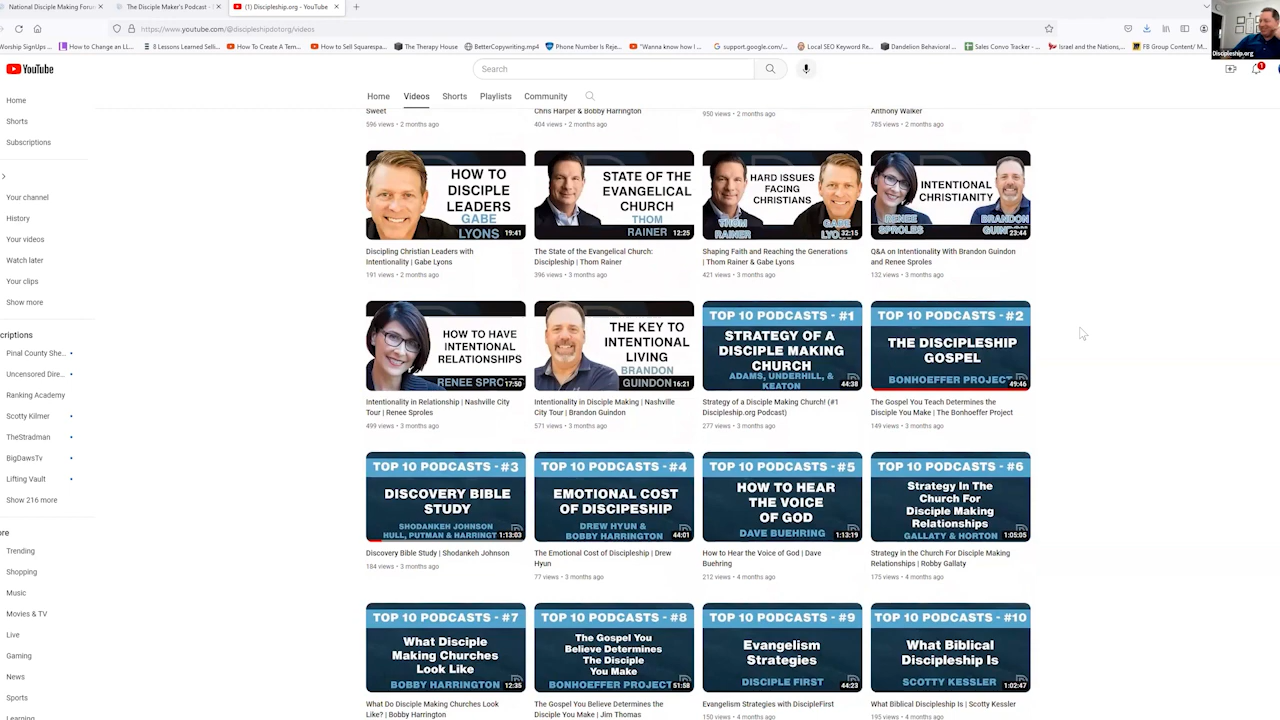 National Disciple Making Foru
The Disciple Maker's Podcast -
(1) Discipleship.org - YouTube
https://www.youtube.com/@discipleshipdotorg/videos
orship SignUps
How to Change an LL...
8 Lessons Learned Selli...
How To Create A Tem...
How to Sell Squarespa...
The Therapy House
BetterCopywriting.mp4
Phone Number Is Rejec...
"Wanna know how I ...
support.google.com/...
Local SEO Keyword Re...
Dandelion Behavioral ...
Sales Convo Tracker - ...
Israel and the Nations,...
FB Group Content/ M...
Discipleship.org
YouTube
Search
1
Home
Videos
Shorts
Playlists
Community
Home
Shorts
Subscriptions
Your channel
History
Your videos
Watch later
Your clips
Show more
criptions
Pinal County She...
Uncensored Dire...
Ranking Academy
Scotty Kilmer
TheStradman
BigDawsTv
Lifting Vault
Show 216 more
ore
Trending
Shopping
Music
Movies & TV
Live
Gaming
News
Sports
Learning
Sweet
596 views • 2 months ago
Chris Harper & Bobby Harrington
404 views • 2 months ago
950 views • 2 months ago
Anthony Walker
785 views • 2 months ago
HOW TO
DISCIPLE
LEADERS
GABE
LYONS
19:41
Discipling Christian Leaders with
Intentionality | Gabe Lyons
191 views • 2 months ago
STATE OF THE
EVANGELICAL
CHURCH
THOM
RAINER
12:25
The State of the Evangelical Church:
Discipleship | Thom Rainer
396 views • 3 months ago
HARD ISSUES
FACING
CHRISTIANS
THOM
RAINER
GABE
LYO
32:15
Shaping Faith and Reaching the Generations
| Thom Rainer & Gabe Lyons
421 views • 3 months ago
INTENTIONAL
CHRISTIANITY
RENEE
SPROLES
BRANDON
GUIN
23:44
Q&A on Intentionality With Brandon Guindon
and Renee Sproles
132 views • 3 months ago
HOW TO HAVE
INTENTIONAL
RELATIONSHIPS
RENEE SPRO
17:50
Intentionality in Relationship | Nashville City
Tour | Renee Sproles
499 views • 3 months ago
THE KEY TO
INTENTIONAL
LIVING
BRANDON
GUINDON
16:21
Intentionality in Disciple Making | Nashville
City Tour | Brandon Guindon
571 views • 3 months ago
TOP 10 PODCASTS - #1
STRATEGY OF A
DISCIPLE MAKING
CHURCH
ADAMS, UNDERHILL, &
KEATON
44:38
Strategy of a Disciple Making Church! (#1
Discipleship.org Podcast)
277 views • 3 months ago
TOP 10 PODCASTS - #2
THE DISCIPLESHIP
GOSPEL
BONHOEFFER PROJECT
49:46
The Gospel You Teach Determines the
Disciple You Make | The Bonhoeffer Project
149 views • 3 months ago
TOP 10 PODCASTS - #3
DISCOVERY BIBLE
STUDY
SHODANKEH JOHNSON
HULL, PUTMAN & HARRINGT
1:13:03
Discovery Bible Study | Shodankeh Johnson
184 views • 3 months ago
TOP 10 PODCASTS - #4
EMOTIONAL COST
OF DISCIPESHIP
DREW HYUN &
BOBBY HARRINGTON
44:01
The Emotional Cost of Discipleship | Drew
Hyun
77 views • 3 months ago
TOP 10 PODCASTS - #5
HOW TO HEAR
THE VOICE
OF GOD
DAVE BUEHRING
1:13:19
How to Hear the Voice of God | Dave
Buehring
212 views • 4 months ago
TOP 10 PODCASTS - #6
Strategy In The
Church For
Disciple Making
Relationships
GALLATY & HORTON
1:05:05
Strategy in the Church For Disciple Making
Relationships | Robby Gallaty
175 views • 4 months ago
TOP 10 PODCASTS - #7
What Disciple
Making Churches
Look Like
BOBBY HARRINGTON
12:35
What Do Disciple Making Churches Look
Like? | Bobby Harrington
TOP 10 PODCASTS - #8
The Gospel You
Believe Determines
The Disciple
You Make
BONHOEFFER PROJECT
51:58
The Gospel You Believe Determines the
Disciple You Make | Jim Thomas
TOP 10 PODCASTS - #9
Evangelism
Strategies
DISCIPLE FIRST
44:23
Evangelism Strategies with DiscipleFirst
150 views • 4 months ago
TOP 10 PODCASTS - #10
What Biblical
Discipleship Is
SCOTTY KESSLER
1:02:47
What Biblical Discipleship Is | Scotty Kessler
195 views • 4 months ago